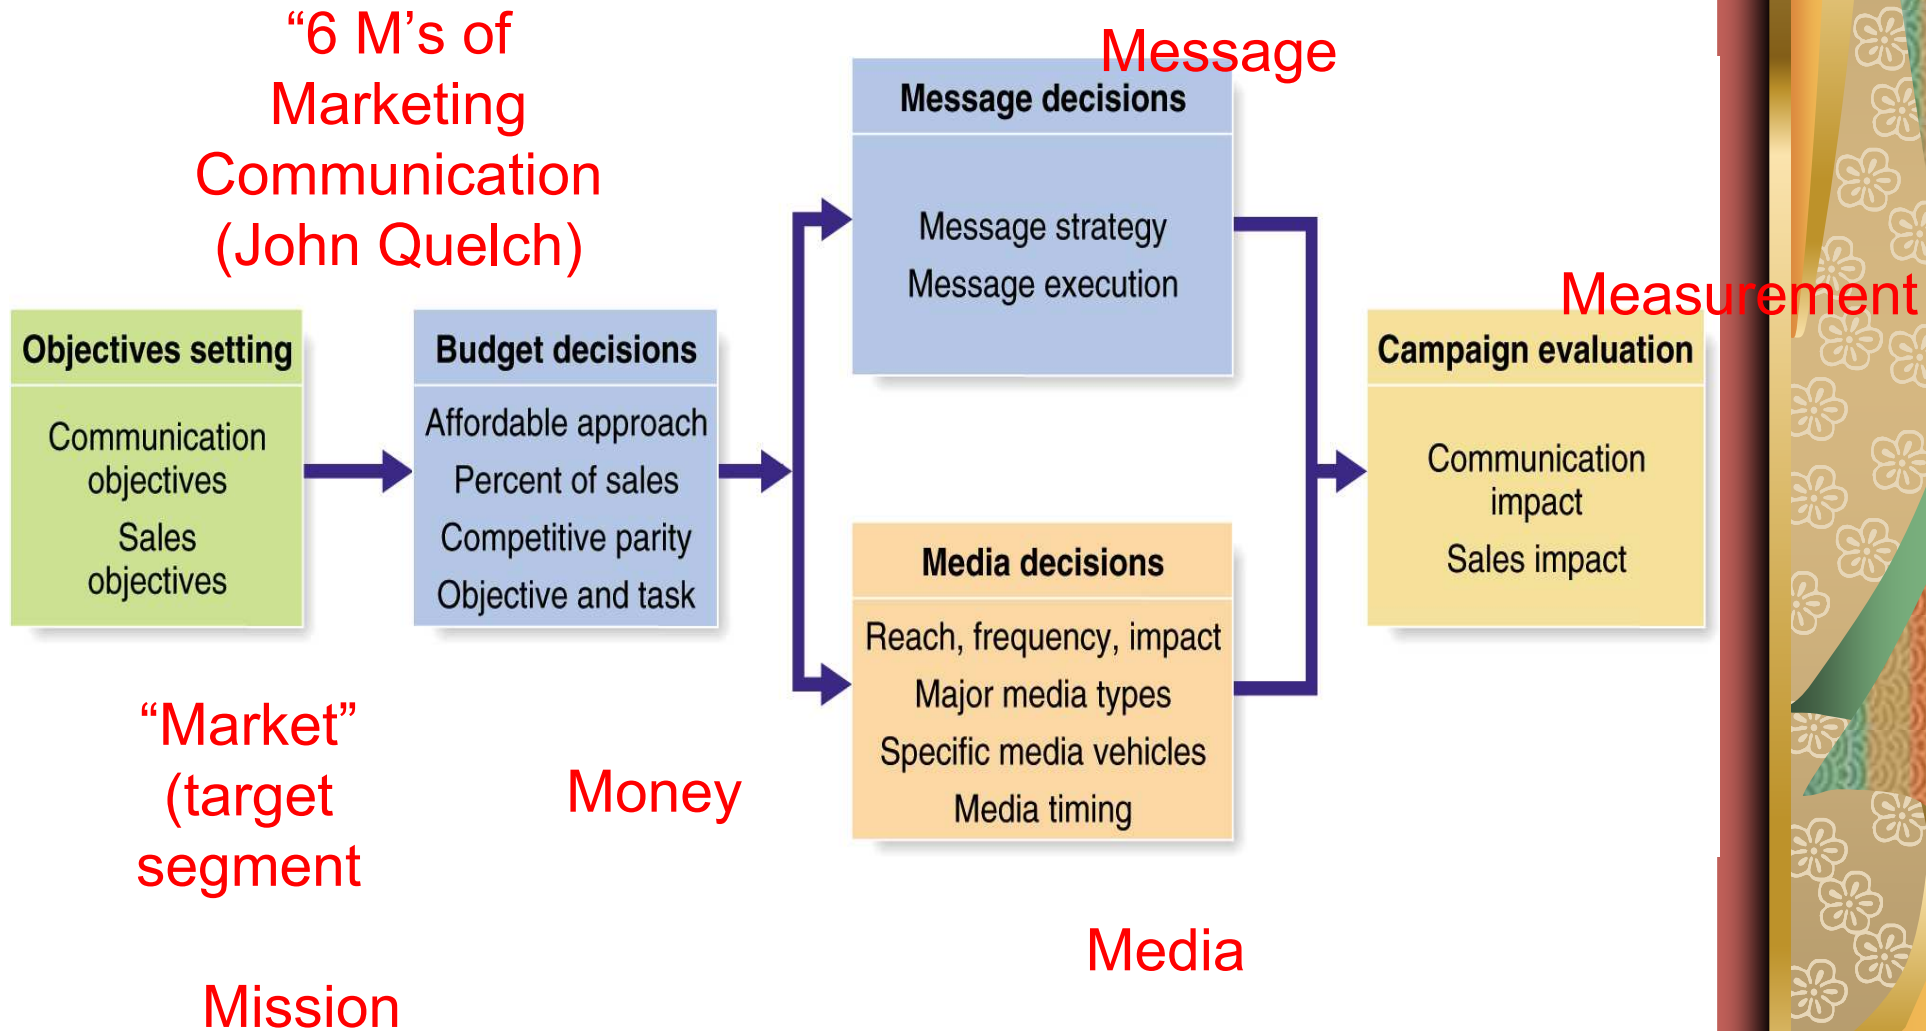 “6 M’s of
Marketing
Communication
(John Quelch)
Message
Message decisions
Message strategy
Message execution
Measurement
Objectives setting
Communication
objectives
Sales
objectives
Budget decisions
Affordable approach
Percent of sales
Competitive parity
Objective and task
Media decisions
Reach, frequency, impact
Major media types
Specific media vehicles
Media timing
Campaign evaluation
Communication
impact
Sales impact
“Market”
(target
segment
Money
Media
Mission